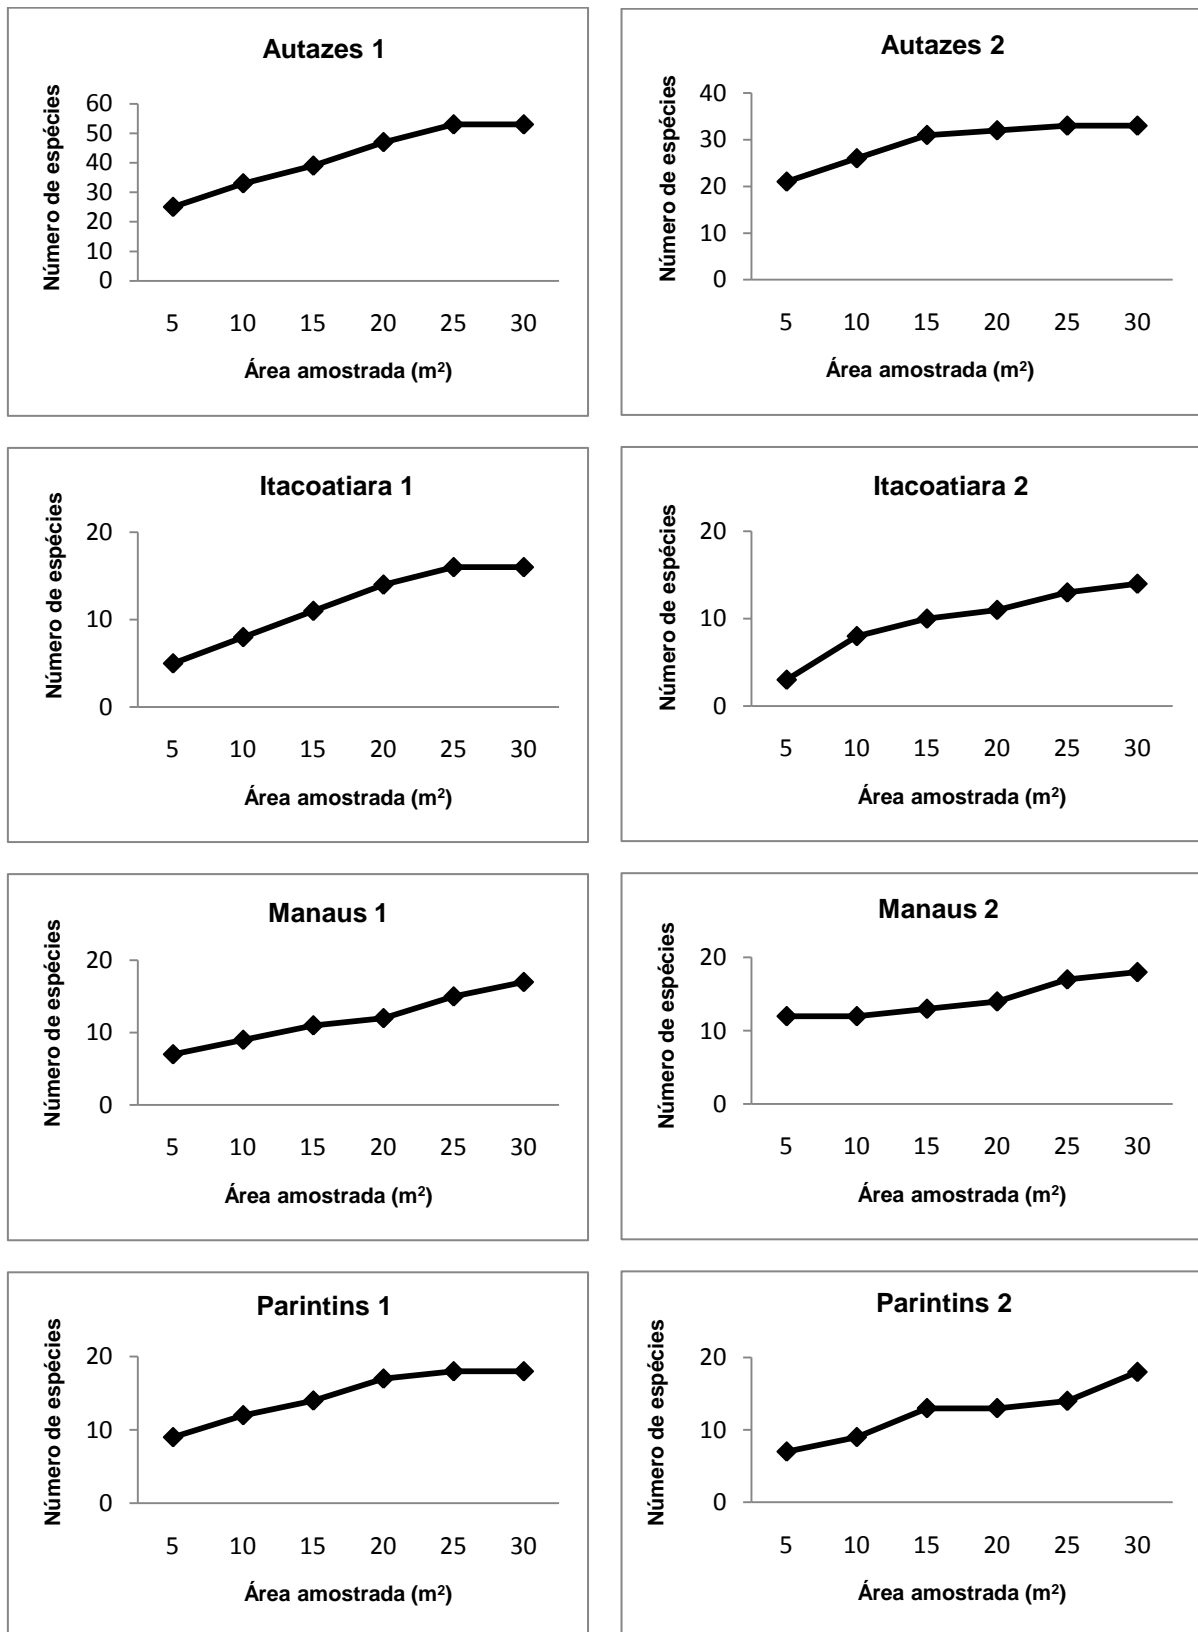 Autazes 1
Número de espécies
60
50
40
30
20
10
0
5 10 15 20 25 30
Área amostrada (m²)
Autazes 2
Número de espécies
40
30
20
10
0
5 10 15 20 25 30
Área amostrada (m²)
Itacoatiara 1
Número de espécies
20
10
0
5 10 15 20 25 30
Área amostrada (m²)
Itacoatiara 2
Número de espécies
20
10
0
5 10 15 20 25 30
Área amostrada (m²)
Manaus 1
Número de espécies
20
10
0
5 10 15 20 25 30
Área amostrada (m²)
Manaus 2
Número de espécies
20
10
0
5 10 15 20 25 30
Área amostrada (m²)
Parintins 1
Número de espécies
20
10
0
5 10 15 20 25 30
Área amostrada (m²)
Parintins 2
Número de espécies
20
10
0
5 10 15 20 25 30
Área amostrada (m²)